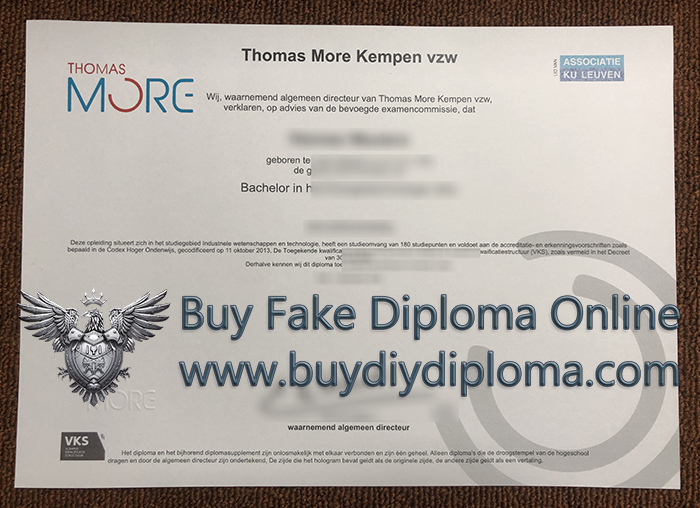 Thomas More Kempen vzw
THOMAS
MORE
LID VAN
ASSOCIATIE
KU LEUVEN
Wij, waarnemend algemeen directeur van Thomas More Kempen vzw,
verklaren, op advies van de bevoegde examencommissie, dat
geboren te
de g
Bachelor in h
Deze opleiding situeert zich in het studiegebied Industriële wetenschappen en technologie, heeft een studieomvang van 180 studiepunten en voldoet aan de accreditatie- en erkenningsvoorschriften zoals
bepaald in de Codex Hoger Onderwijs, gecodificeerd op 11 oktober 2013, De Toegekende kwalifica walificatiestructuur (VKS), zoals vermeld in het Decreet
van 30
Derhalve kennen wij dit diploma toe
Buy Fake Diploma Online
www.buydiydiploma.com
MORE
waarnemend algemeen directeur
VKS
Het diploma en het bijhorend diplomasupplement zijn onlosmakelijk met elkaar verbonden en zijn één geheel. Alleen diploma's die de droogstempel van de hogeschool
dragen en door de algemeen directeur zijn ondertekend. De zijde die het hologram bevat geldt als de originele zijde, de andere zijde geldt als een vertaling.